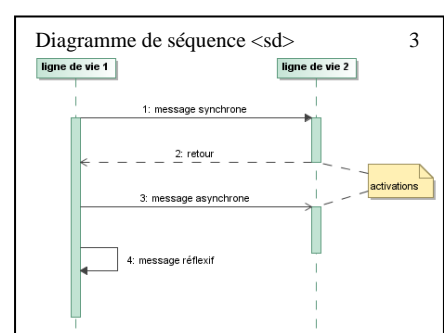 Diagramme de séquence <sd> 3
ligne de vie 1 ligne de vie 2
1: message synchrone
2: retour
activations
3: message asynchrone
4: message réflexif